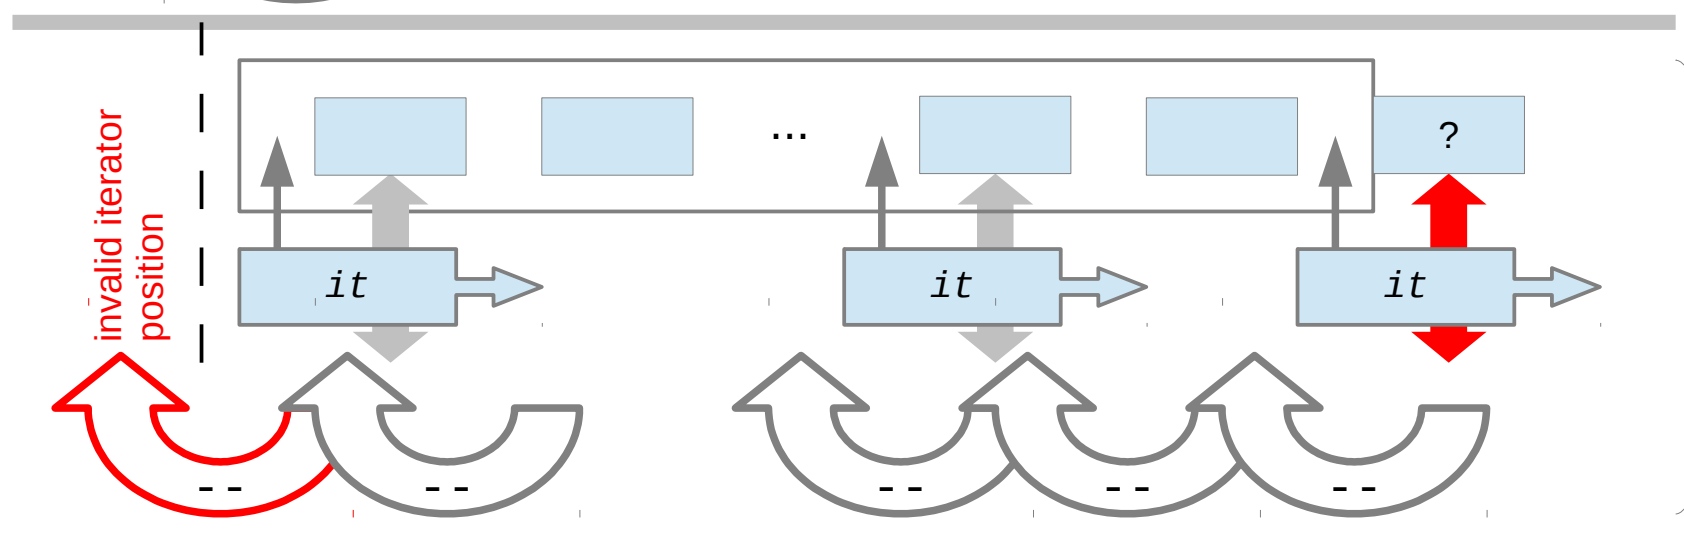 invalid iterator
position
...
?
it
it
it
--
--
--
--
--